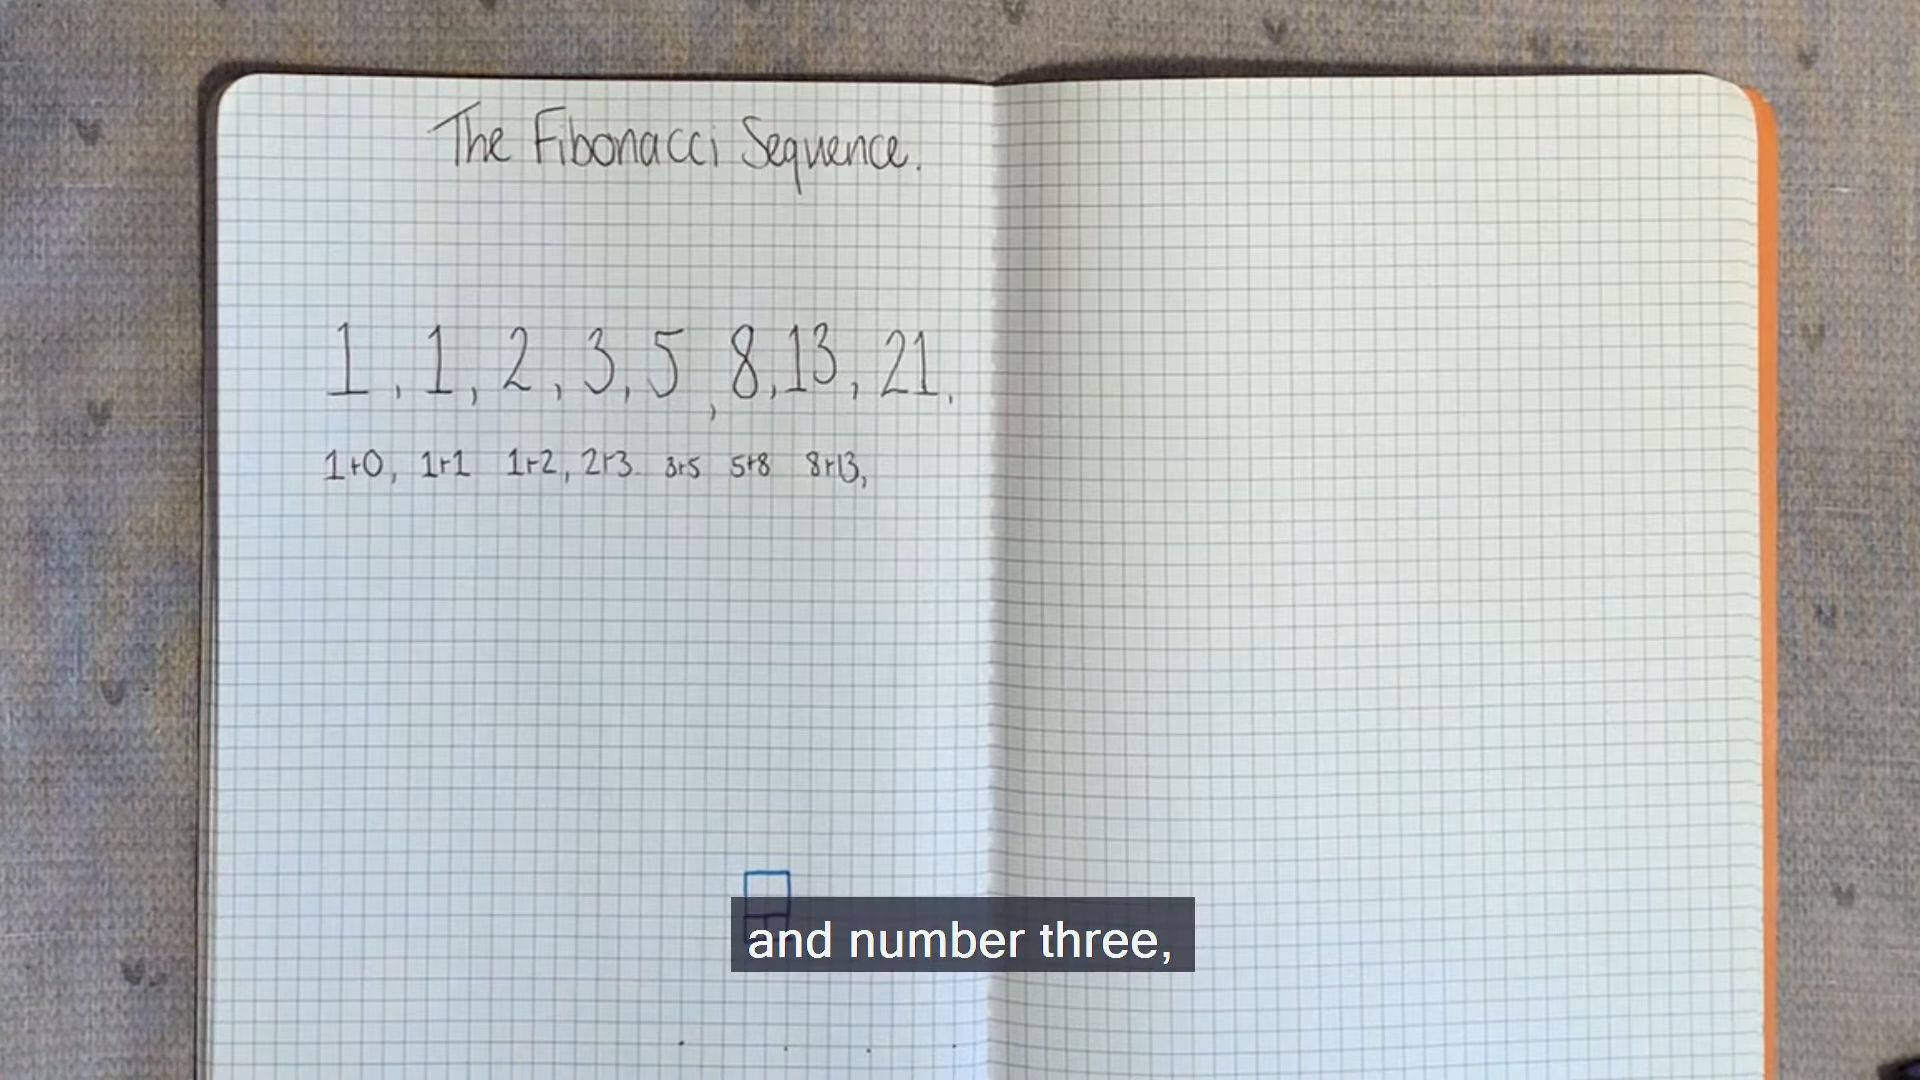 The Fibonacci Sequence.
1, 1, 2, 3, 5, 8, 13, 21,
1+0, 1+1 1+2, 2+3 3+5 5+8 8+13,
and number three,